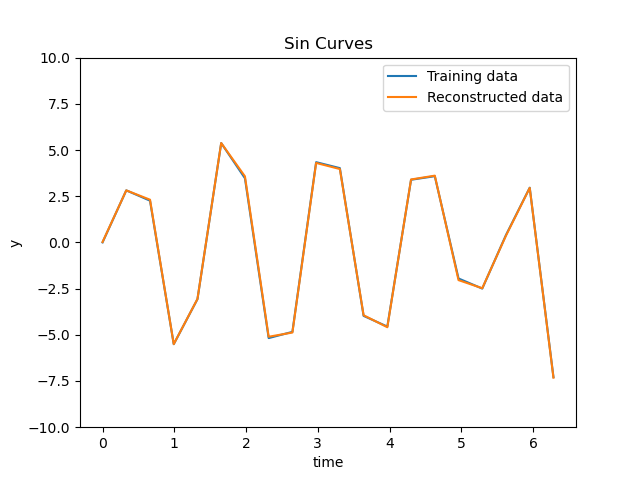 Sin Curves
Training data
Reconstructed data
10.0
7.5
5.0
2.5
0.0
−2.5
−5.0
−7.5
−10.0
y
0 1 2 3 4 5 6
time